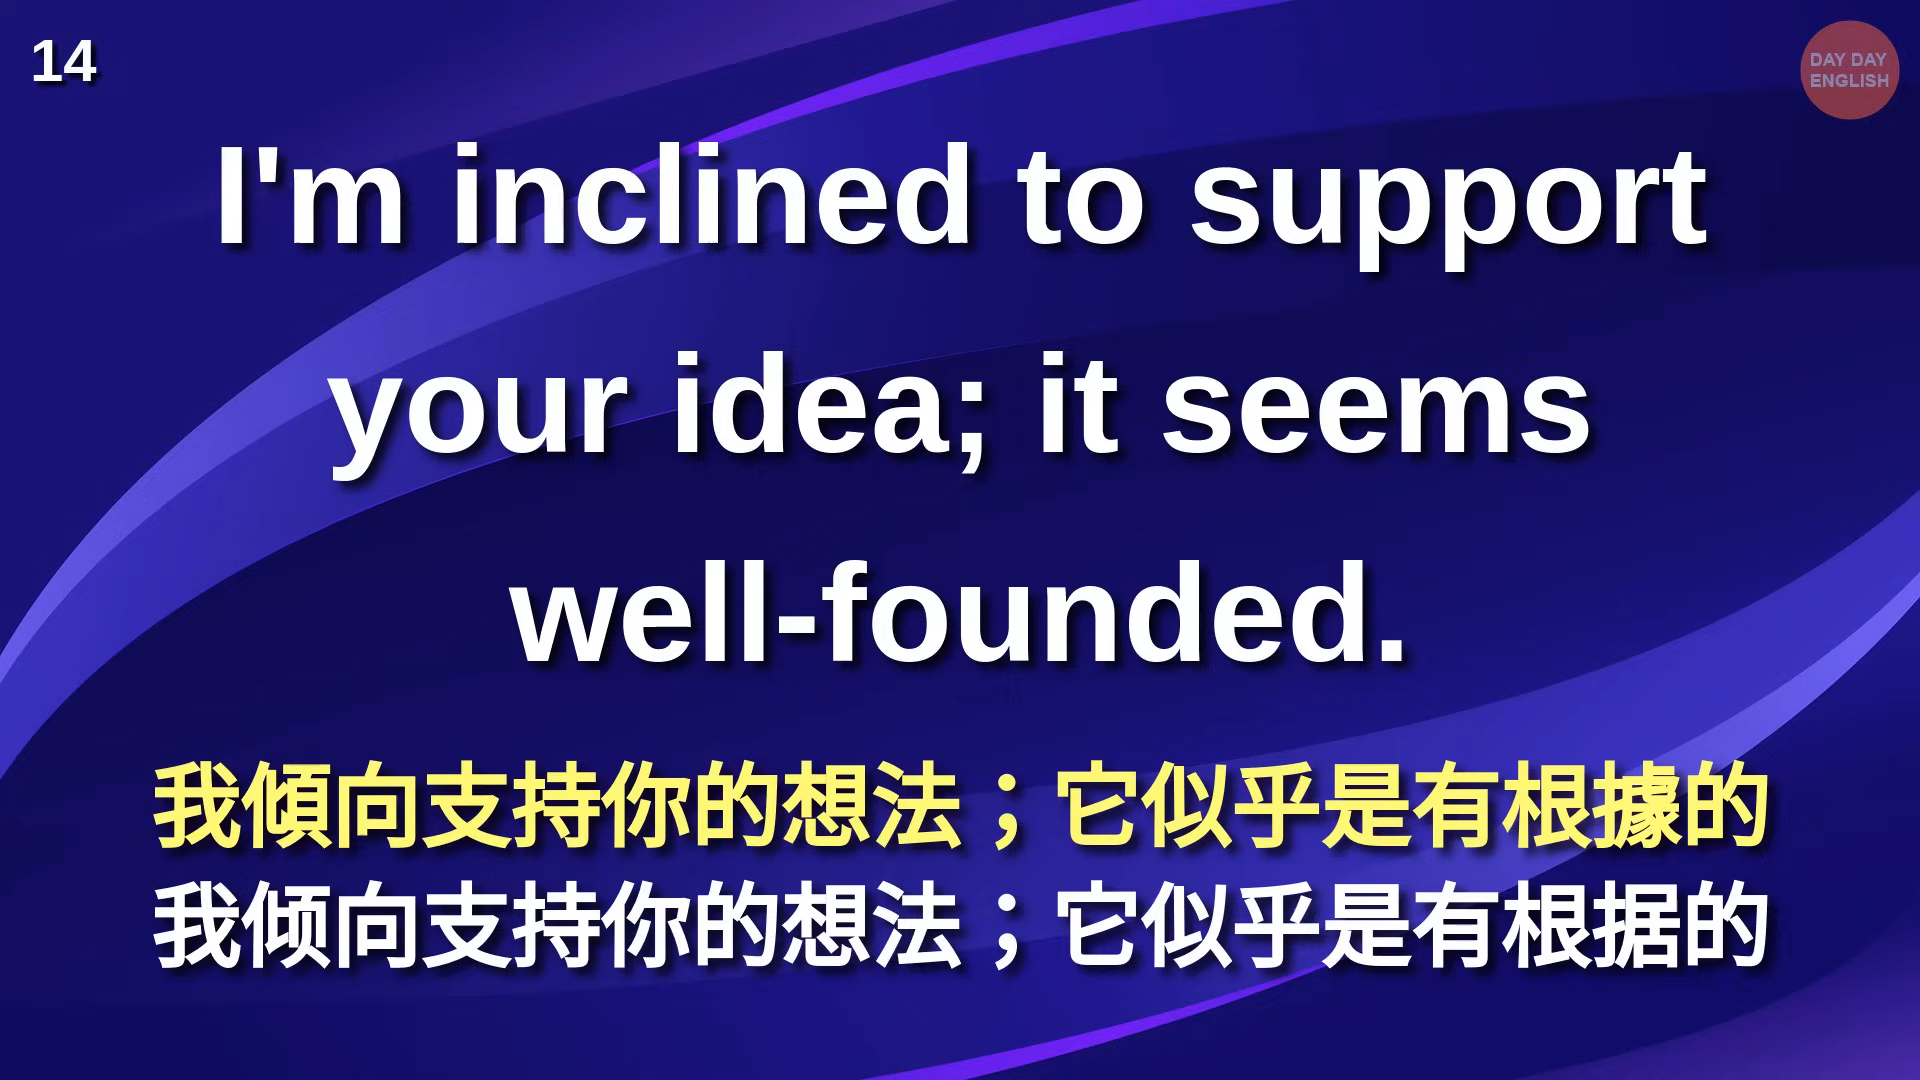 14
DAY DAY
ENGLISH
I'm inclined to support
your idea; it seems
well-founded.
我傾向支持你的想法；它似乎是有根據的
我倾向支持你的想法；它似乎是有根据的